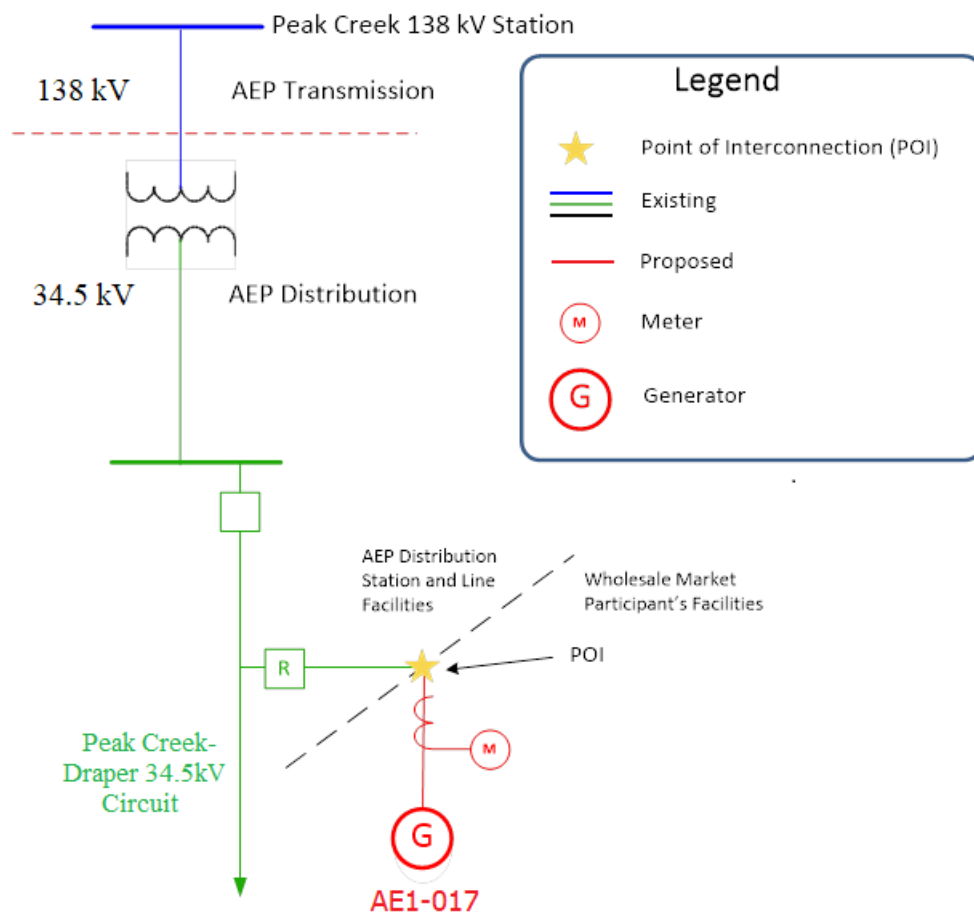 Peak Creek 138 kV Station
138 kV
AEP Transmission
34.5 kV
AEP Distribution
Legend
Point of Interconnection (POI)
Existing
Proposed
M
Meter
G
Generator
AEP Distribution
Station and Line
Facilities
Wholesale Market
Participant's Facilities
R
POI
M
Peak Creek-
Draper 34.5kV
Circuit
G
AE1-017